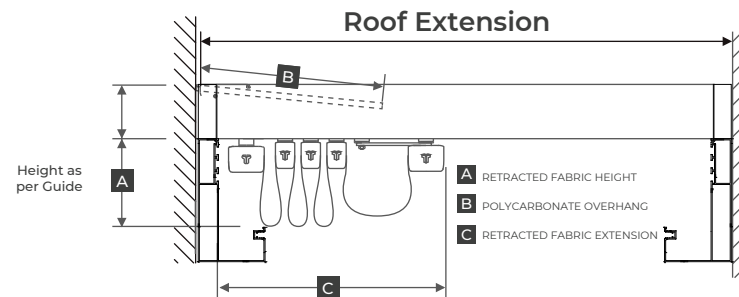 Roof Extension
B
Height as
per Guide
A
A RETRACTED FABRIC HEIGHT
B POLYCARBONATE OVERHANG
C RETRACTED FABRIC EXTENSION
C